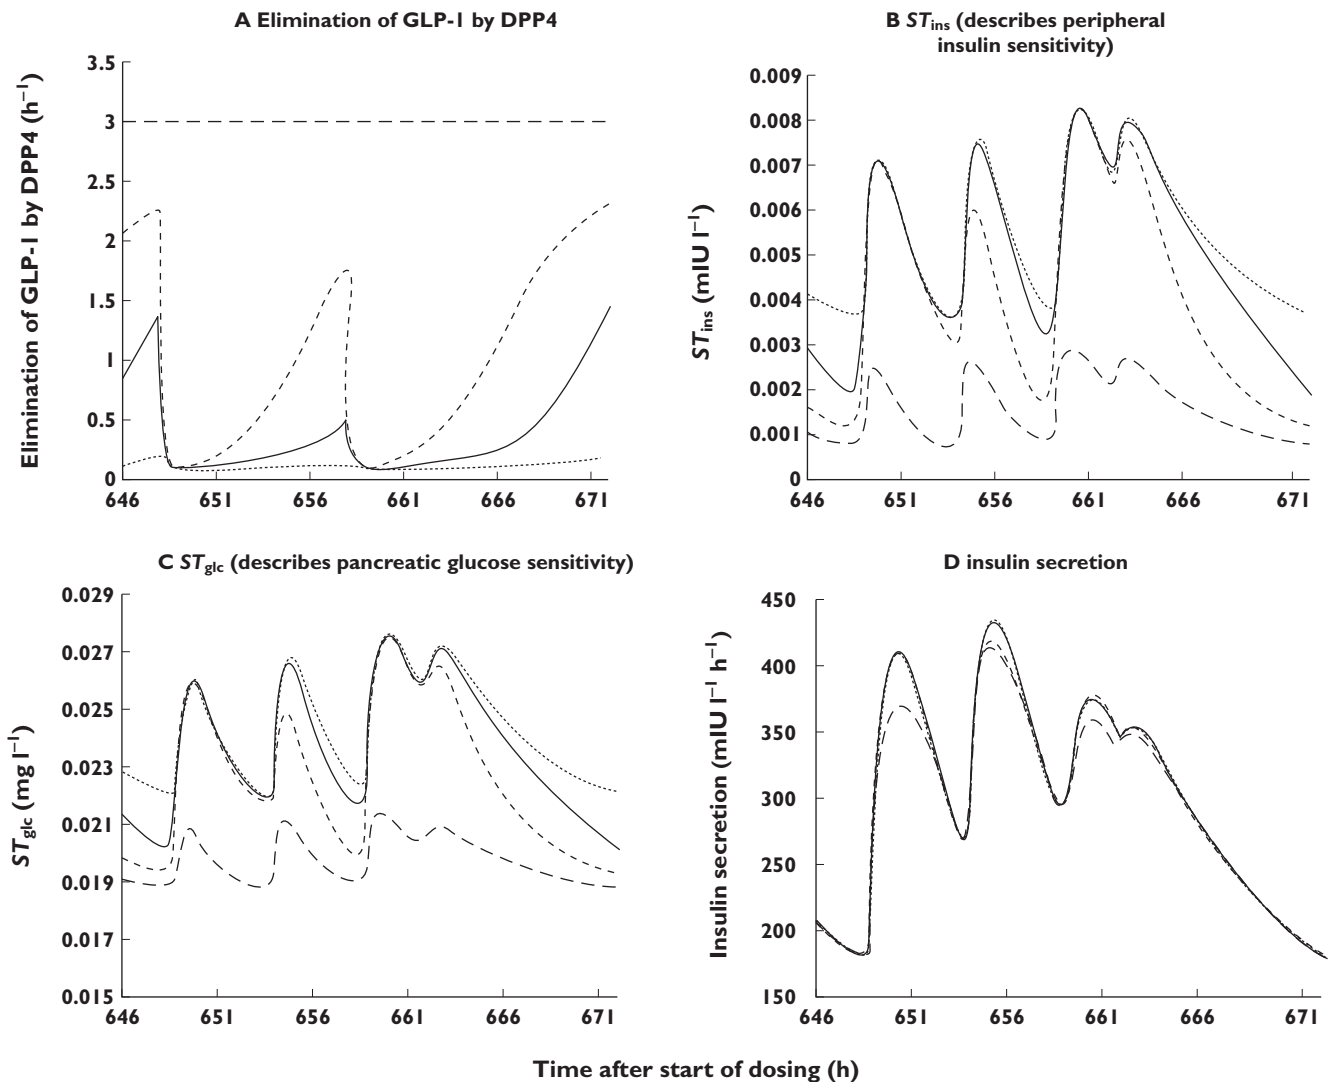 A Elimination of GLP-1 by DPP4
Elimination of GLP-1 by DPP4 (h⁻¹)
3.5
3
2.5
2
1.5
1
0.5
0
646 651 656 661 666 671
B STins (describes peripheral
insulin sensitivity)
STins (mIU l⁻¹)
0.009
0.008
0.007
0.006
0.005
0.004
0.003
0.002
0.001
0
646 651 656 661 666 671
C STglc (describes pancreatic glucose sensitivity)
STglc (mg l⁻¹)
0.029
0.027
0.025
0.023
0.021
0.019
0.017
0.015
646 651 656 661 666 671
D insulin secretion
Insulin secretion (mIU l⁻¹ h⁻¹)
450
400
350
300
250
200
150
646 651 656 661 666 671
Time after start of dosing (h)